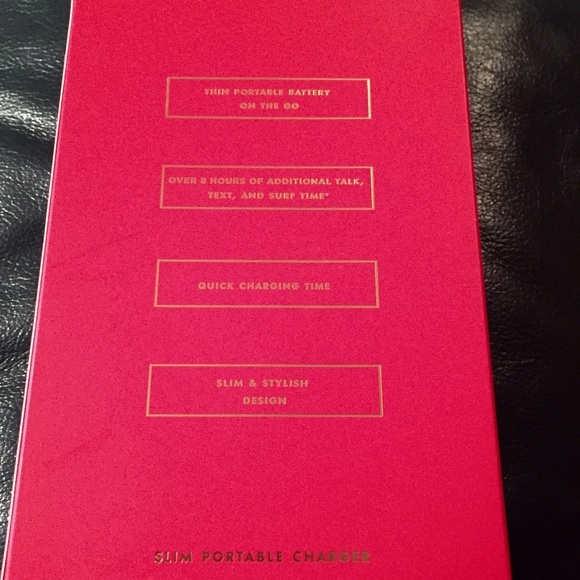 THIN PORTABLE BATTERY
ON THE GO
OVER 8 HOURS OF ADDITIONAL TALK,
TEXT, AND SURF TIME*
QUICK CHARGING TIME
SLIM & STYLISH
DESIGN
SLIM PORTABLE CHARGER